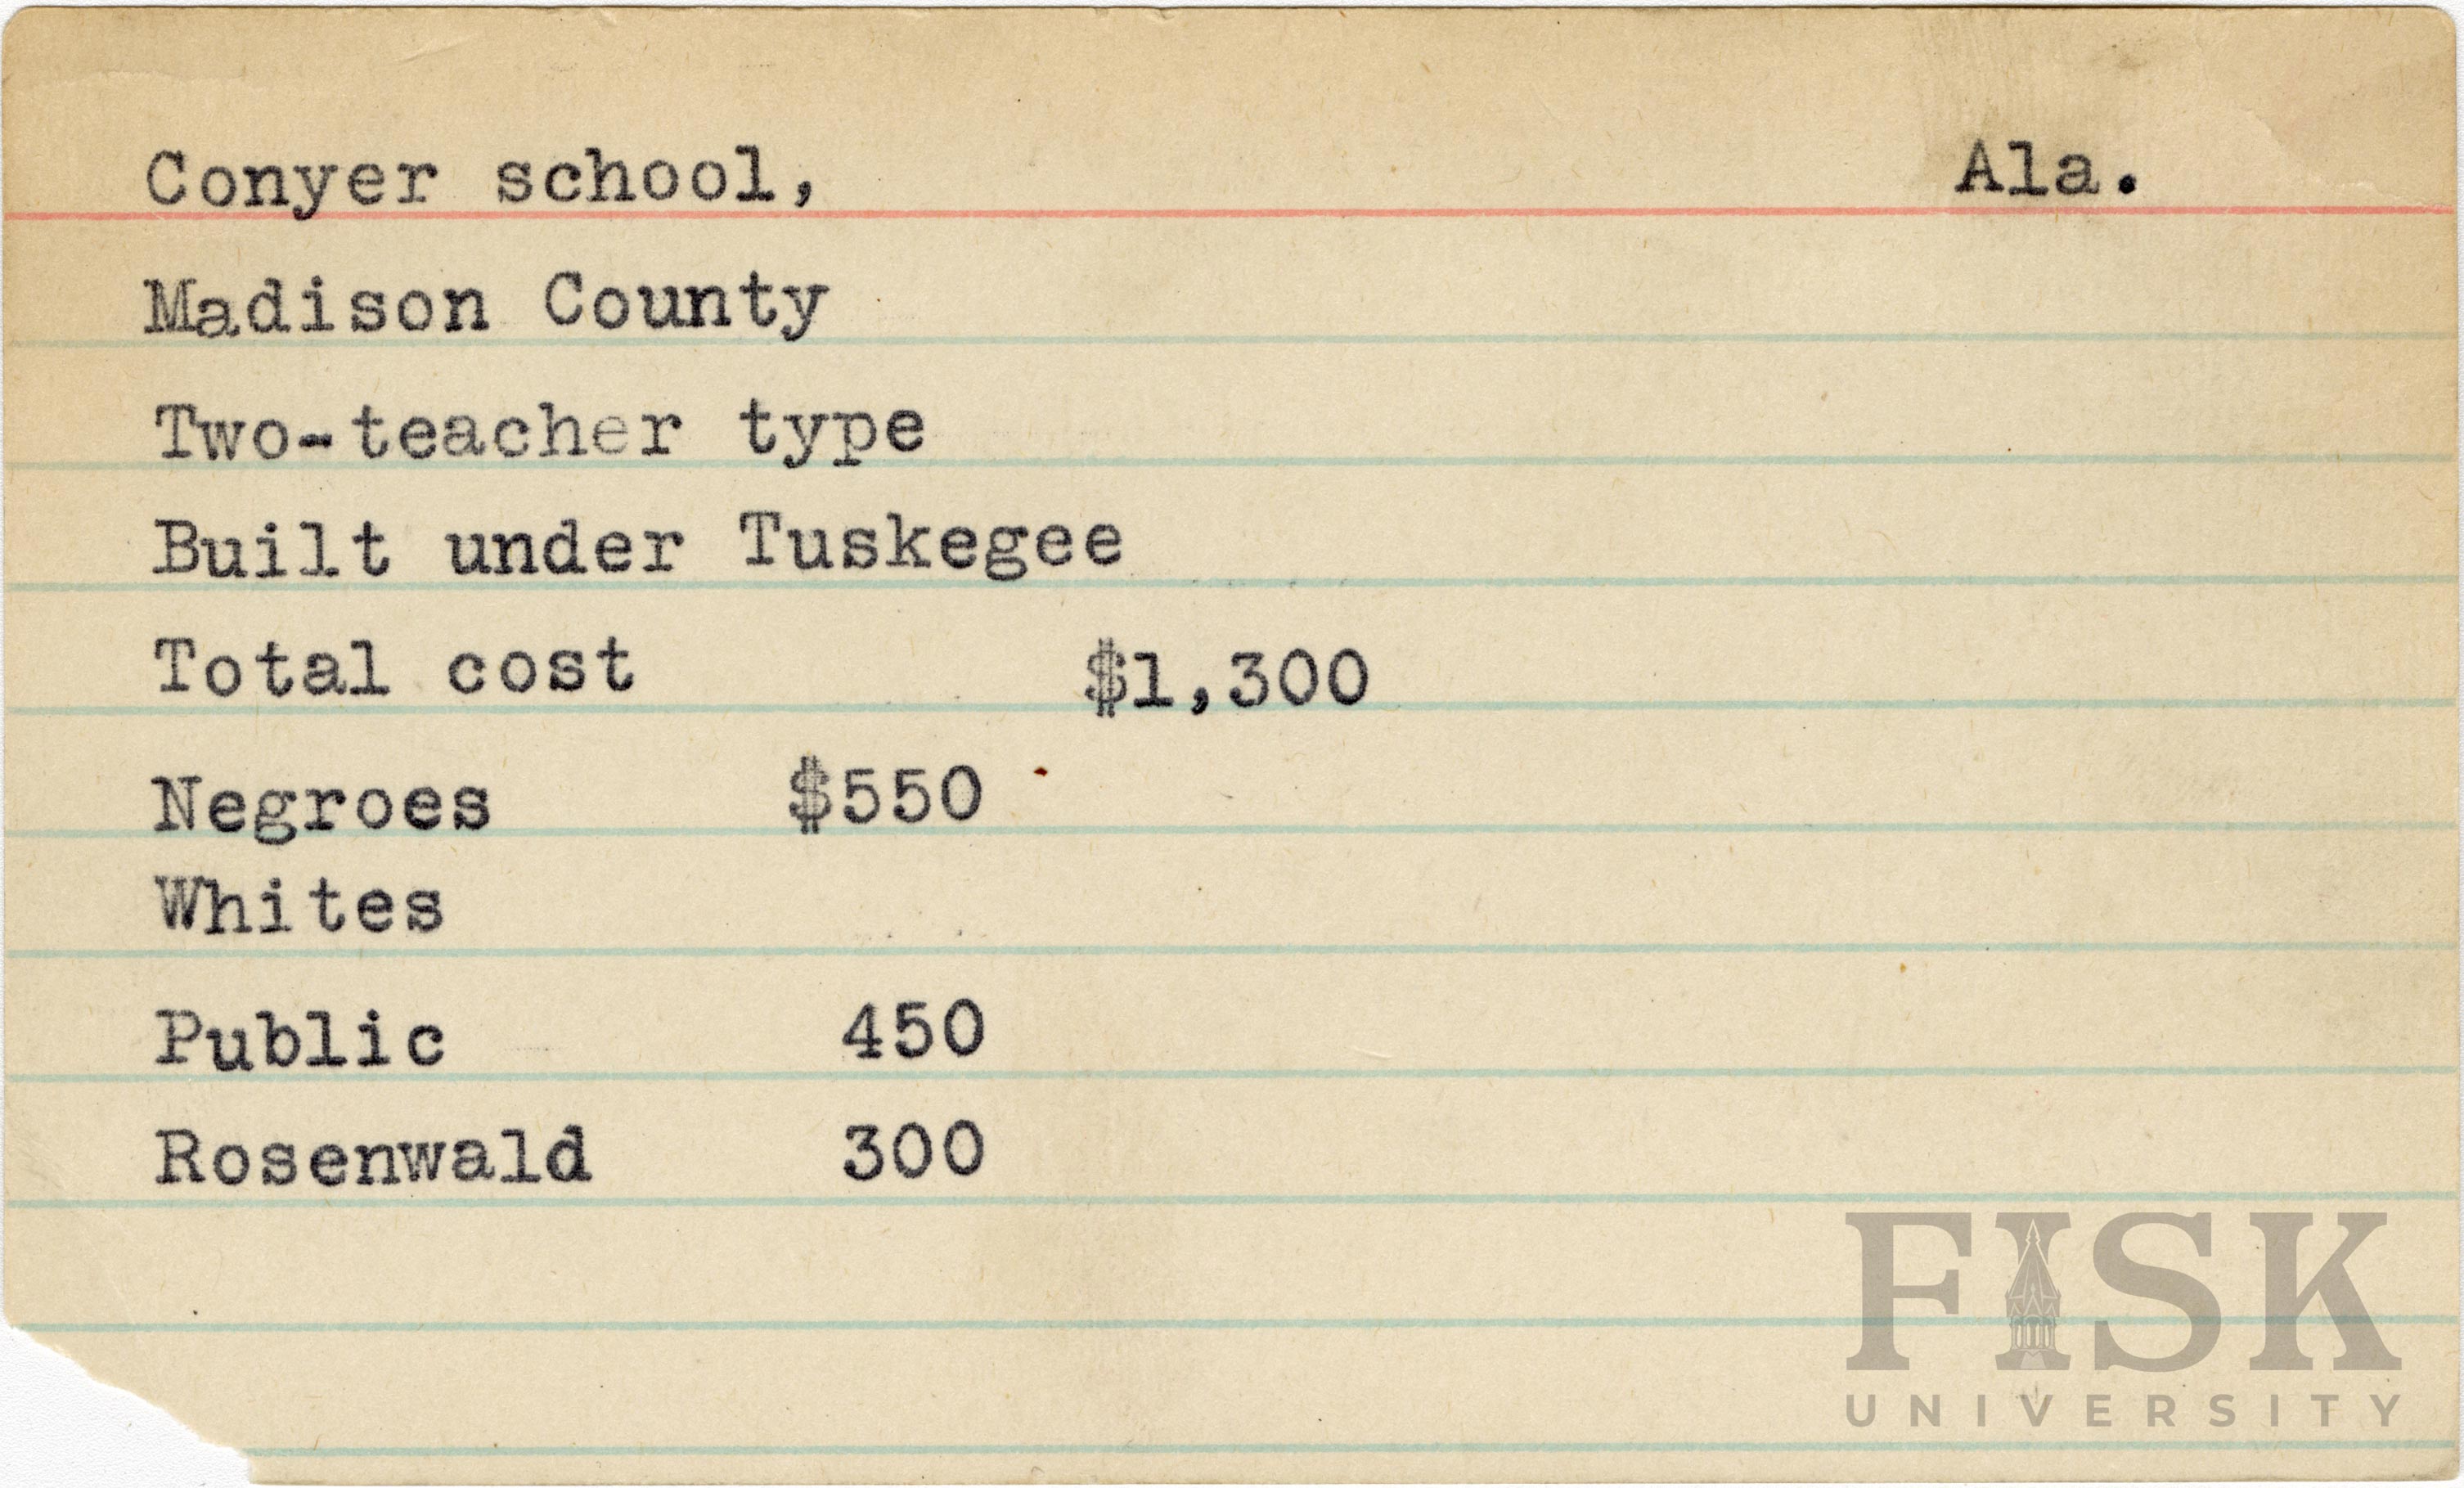 Conyer school, Ala.
Madison County
Two-teacher type
Built under Tuskegee
Total cost $1,300
Negroes $550
Whites
Public 450
Rosenwald 300
FISK
UNIVERSITY